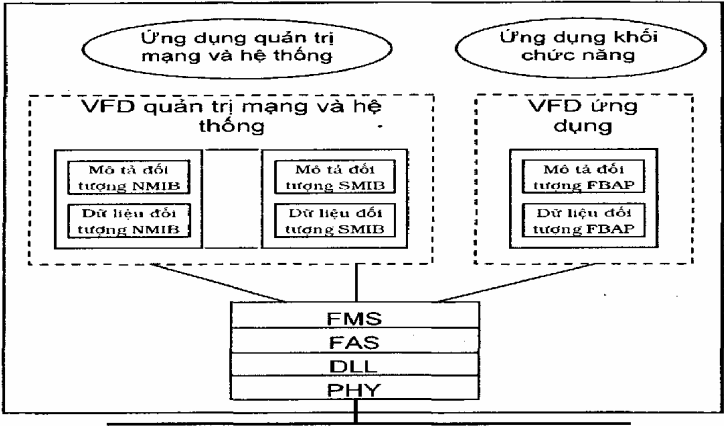 Ứng dụng quản trị
mạng và hệ thống
Ứng dụng khối
chức năng
VFD quản trị mạng và hệ
thống
VFD ứng
dụng
Mô tả đối
tượng NMIB
Dữ liệu đối
tượng NMIB
Mô tả đối
tượng SMIB
Dữ liệu đối
tượng SMIB
Mô tả đối
tượng FBAP
Dữ liệu đối
tượng FBAP
FMS
FAS
DLL
PHY